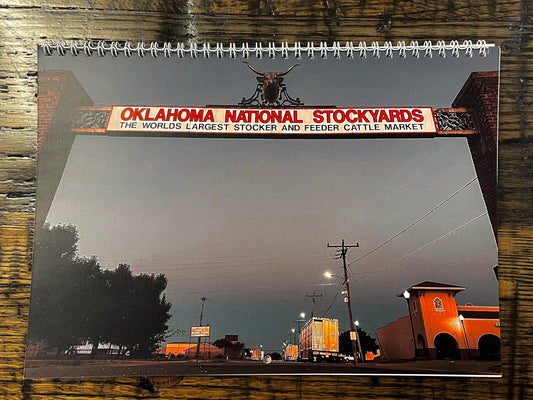 OKLAHOMA NATIONAL STOCKYARDS
THE WORLDS LARGEST STOCKER AND FEEDER CATTLE MARKET